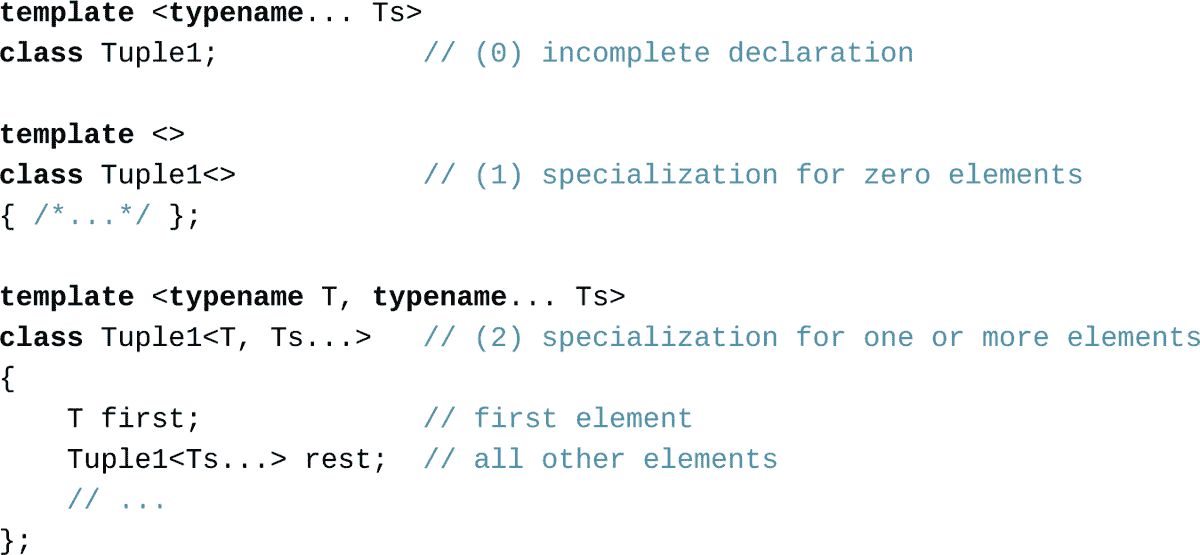 template <typename... Ts>
class Tuple1;            // (0) incomplete declaration
template <>
class Tuple1<>           // (1) specialization for zero elements
{ /*...*/ };
template <typename T, typename... Ts>
class Tuple1<T, Ts...>   // (2) specialization for one or more elements
{
    T first;             // first element
    Tuple1<Ts...> rest;  // all other elements
    // ...
};